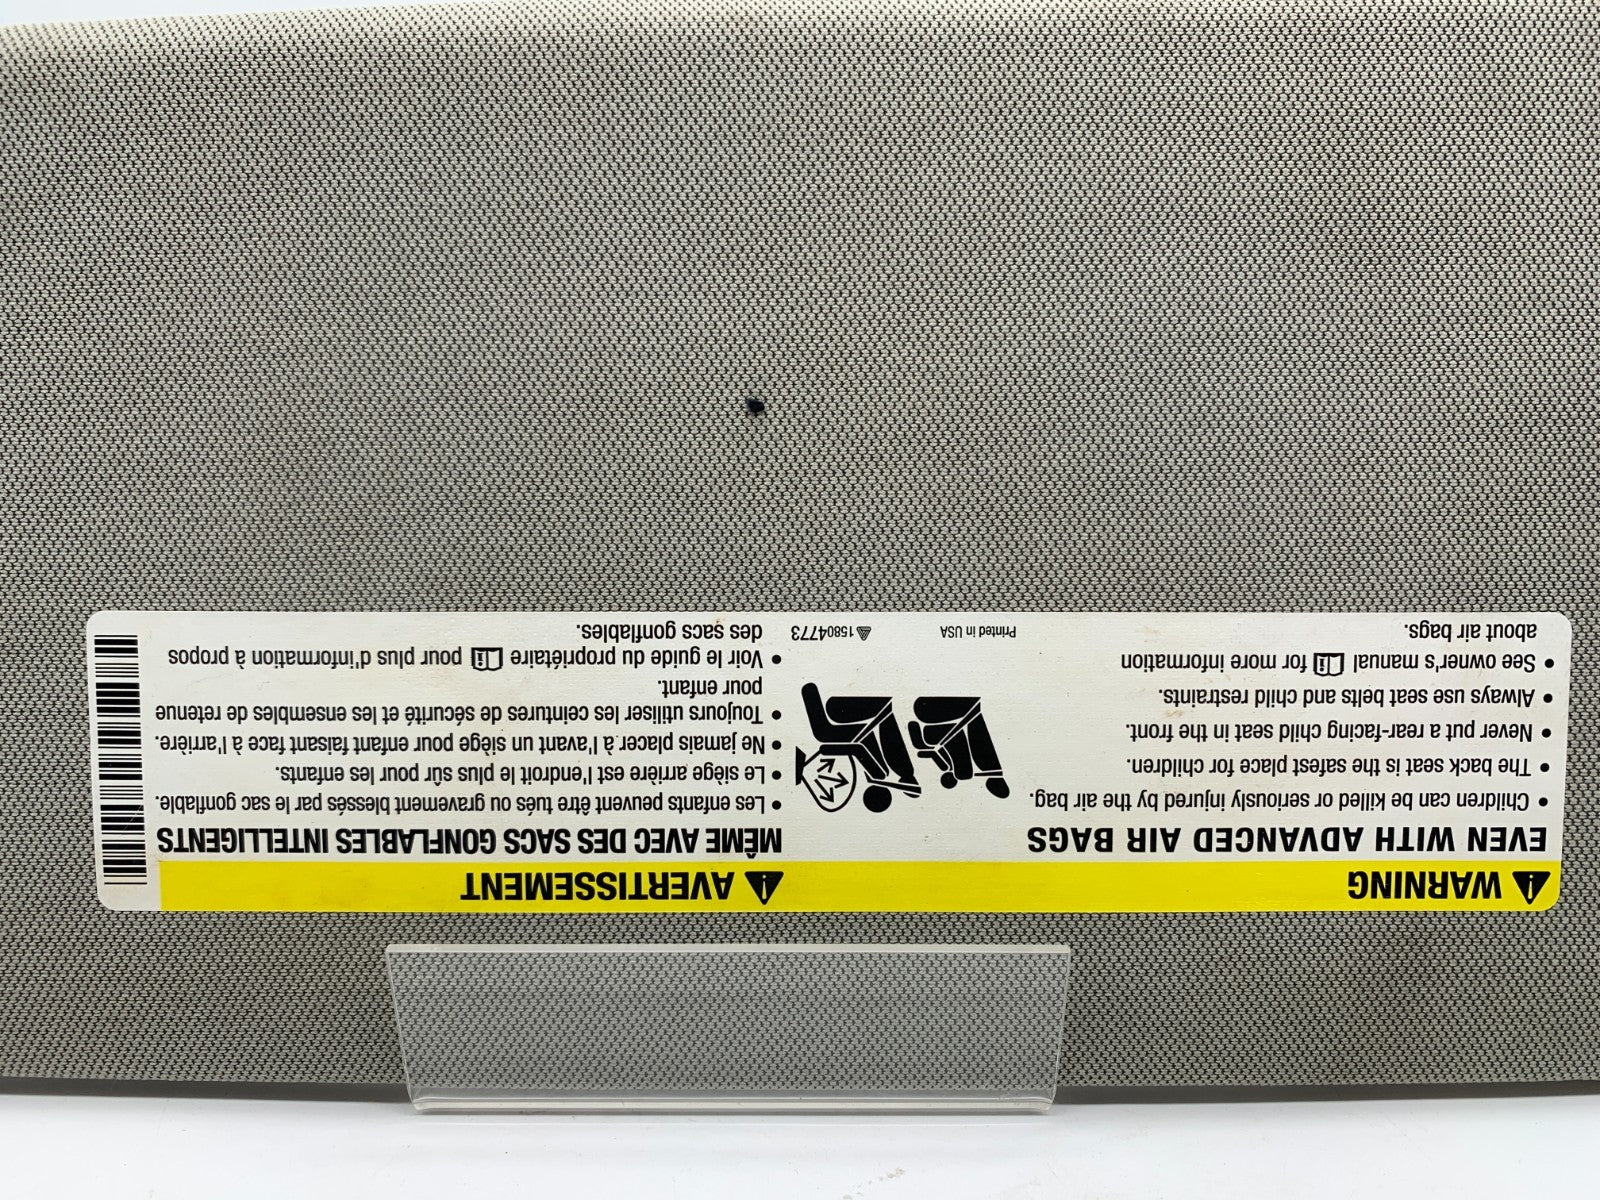 WARNING
EVEN WITH ADVANCED AIR BAGS
• Children can be killed or seriously injured by the air bag.
• The back seat is the safest place for children.
• Never put a rear-facing child seat in the front.
• Always use seat belts and child restraints.
• See owner's manual for more information
about air bags.
Printed in USA
15804773
AVERTISSEMENT
MÊME AVEC DES SACS GONFLABLES INTELLIGENTS
• Les enfants peuvent être tués ou gravement blessés par le sac gonflable.
• Le siège arrière est l'endroit le plus sûr pour les enfants.
• Ne jamais placer à l'avant un siège pour enfant faisant face à l'arrière.
• Toujours utiliser les ceintures de sécurité et les ensembles de retenue
pour enfant.
• Voir le guide du propriétaire pour plus d'information à propos
des sacs gonflables.